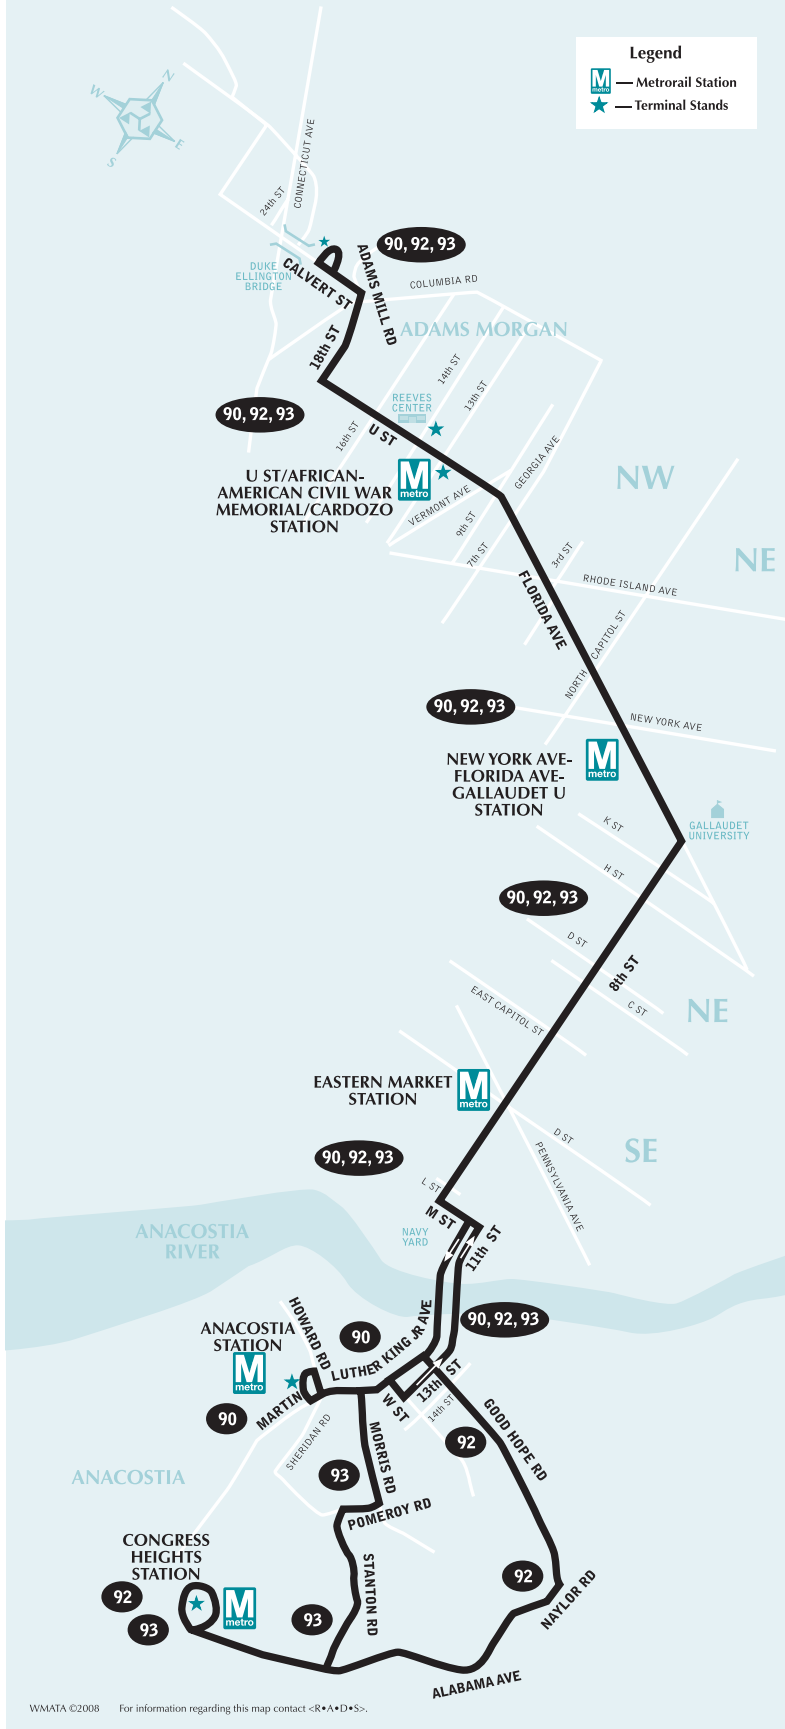 Legend
M
metro
Metrorail Station
Terminal Stands
N
W
E
S
CONNECTICUT AVE
24th ST
90, 92, 93
ADAMS MILL RD
DUKE
ELLINGTON
BRIDGE
CALVERT ST
COLUMBIA RD
ADAMS MORGAN
18th ST
14th ST
13th ST
REEVES
CENTER
90, 92, 93
16th ST
U ST
GEORGIA AVE
U ST/AFRICAN-
AMERICAN CIVIL WAR
MEMORIAL/CARDOZO
STATION
M
metro
VERMONT AVE
9th ST
7th ST
NW
NE
3rd ST
RHODE ISLAND AVE
FLORIDA AVE
NORTH CAPITOL ST
90, 92, 93
NEW YORK AVE
NEW YORK AVE-
FLORIDA AVE-
GALLAUDET U
STATION
M
metro
K ST
GALLAUDET
UNIVERSITY
H ST
90, 92, 93
D ST
8th ST
C ST
EAST CAPITOL ST
NE
EASTERN MARKET
STATION
M
metro
D ST
PENNSYLVANIA AVE
SE
90, 92, 93
L ST
M ST
NAVY
YARD
11th ST
ANACOSTIA
RIVER
HOWARD RD
90
90, 92, 93
ANACOSTIA
STATION
M
metro
MARTIN LUTHER KING JR AVE
13th ST
W ST
14th ST
90
SHERIDAN RD
MORRIS RD
92
GOOD HOPE RD
93
ANACOSTIA
POMEROY RD
CONGRESS
HEIGHTS
STATION
M
metro
92
93
STANTON RD
93
92
NAYLOR RD
ALABAMA AVE
WMATA ©2008 For information regarding this map contact <R•A•D•S>.